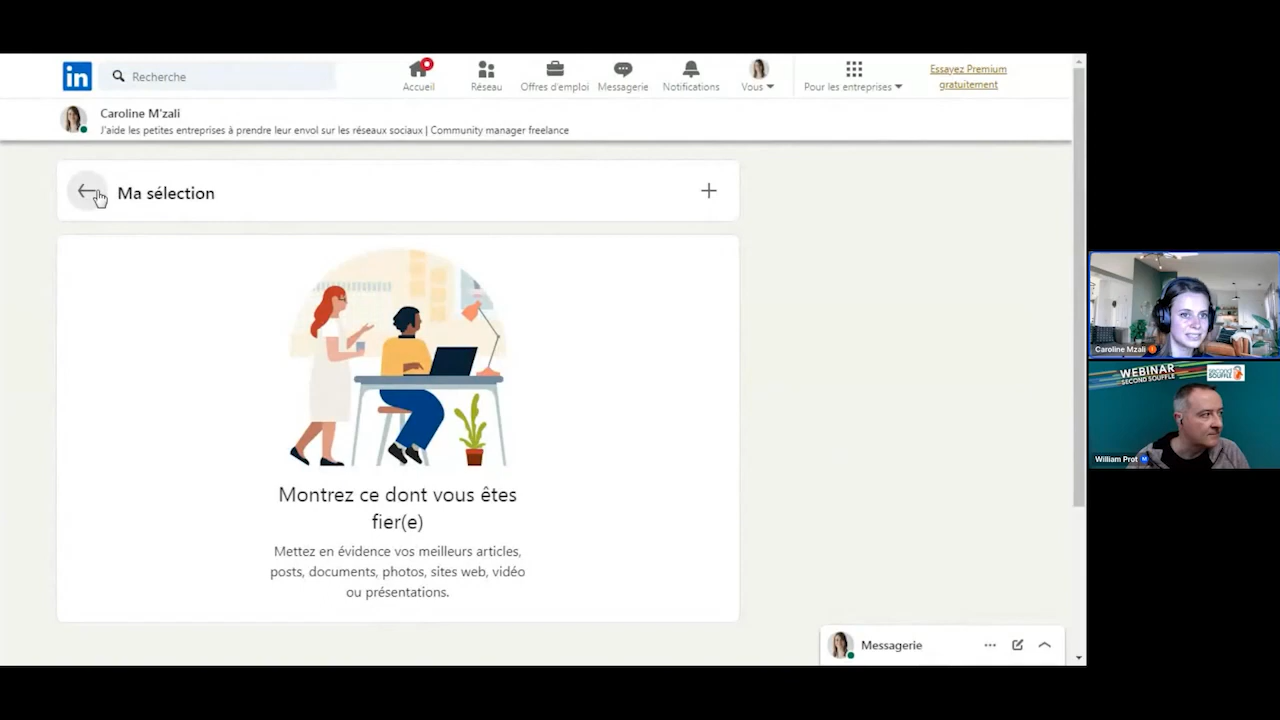 in
Recherche
Accueil
Réseau
Offres d'emploi
Messagerie
Notifications
Vous
Pour les entreprises
Essayez Premium
gratuitement
Caroline M'zali
J'aide les petites entreprises à prendre leur envol sur les réseaux sociaux | Community manager freelance
Ma sélection
Montrez ce dont vous êtes
fier(e)
Mettez en évidence vos meilleurs articles,
posts, documents, photos, sites web, vidéo
ou présentations.
Messagerie
Caroline Mzali
WEBINAR
SECOND SOUFFLE
SECOND
SOUFFLE
William Prot